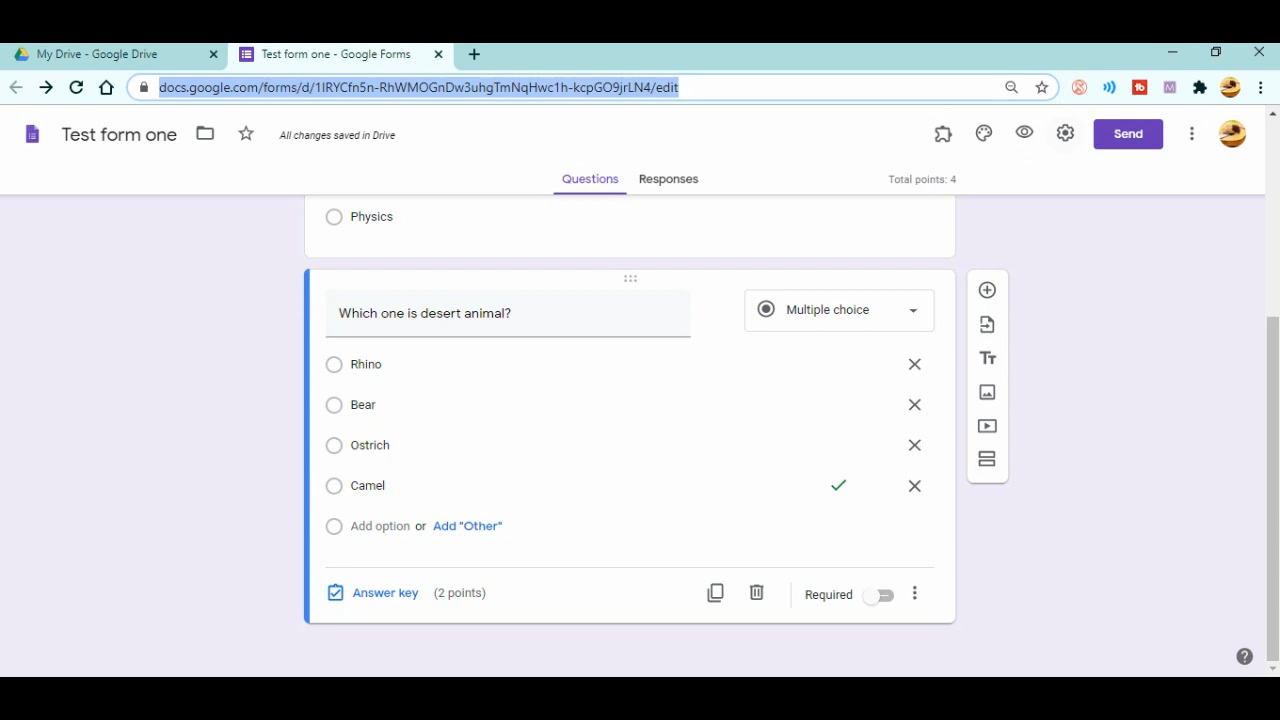 My Drive - Google Drive
Test form one - Google Forms
docs.google.com/forms/d/1IRYCfn5n-RhWMOGnDw3uhgTmNqHwc1h-kcpGO9jrLN4/edit
Test form one
All changes saved in Drive
Send
Questions
Responses
Total points: 4
Physics
Which one is desert animal?
Multiple choice
Rhino
Bear
Ostrich
Camel
Add option or Add "Other"
Answer key (2 points)
Required